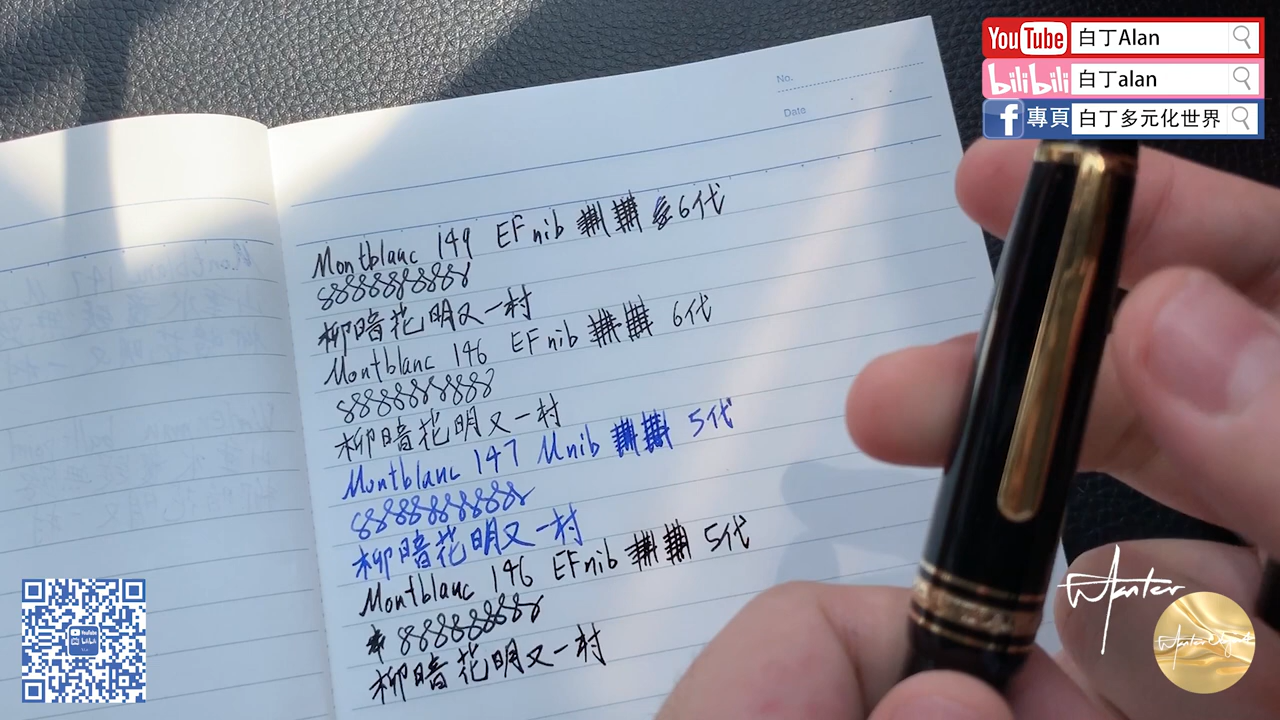 YouTube 白丁Alan
bilibili 白丁alan
f 專頁 白丁多元化世界
No.
Date
Montblanc 149 EF nib 6代
8888888888
柳暗花明又一村
Montblanc 146 EF nib 6代
8888888888
柳暗花明又一村
Montblanc 147 M nib 5代
8888888888
柳暗花明又一村
Montblanc 146 EF nib 5代
88888888
柳暗花明又一村